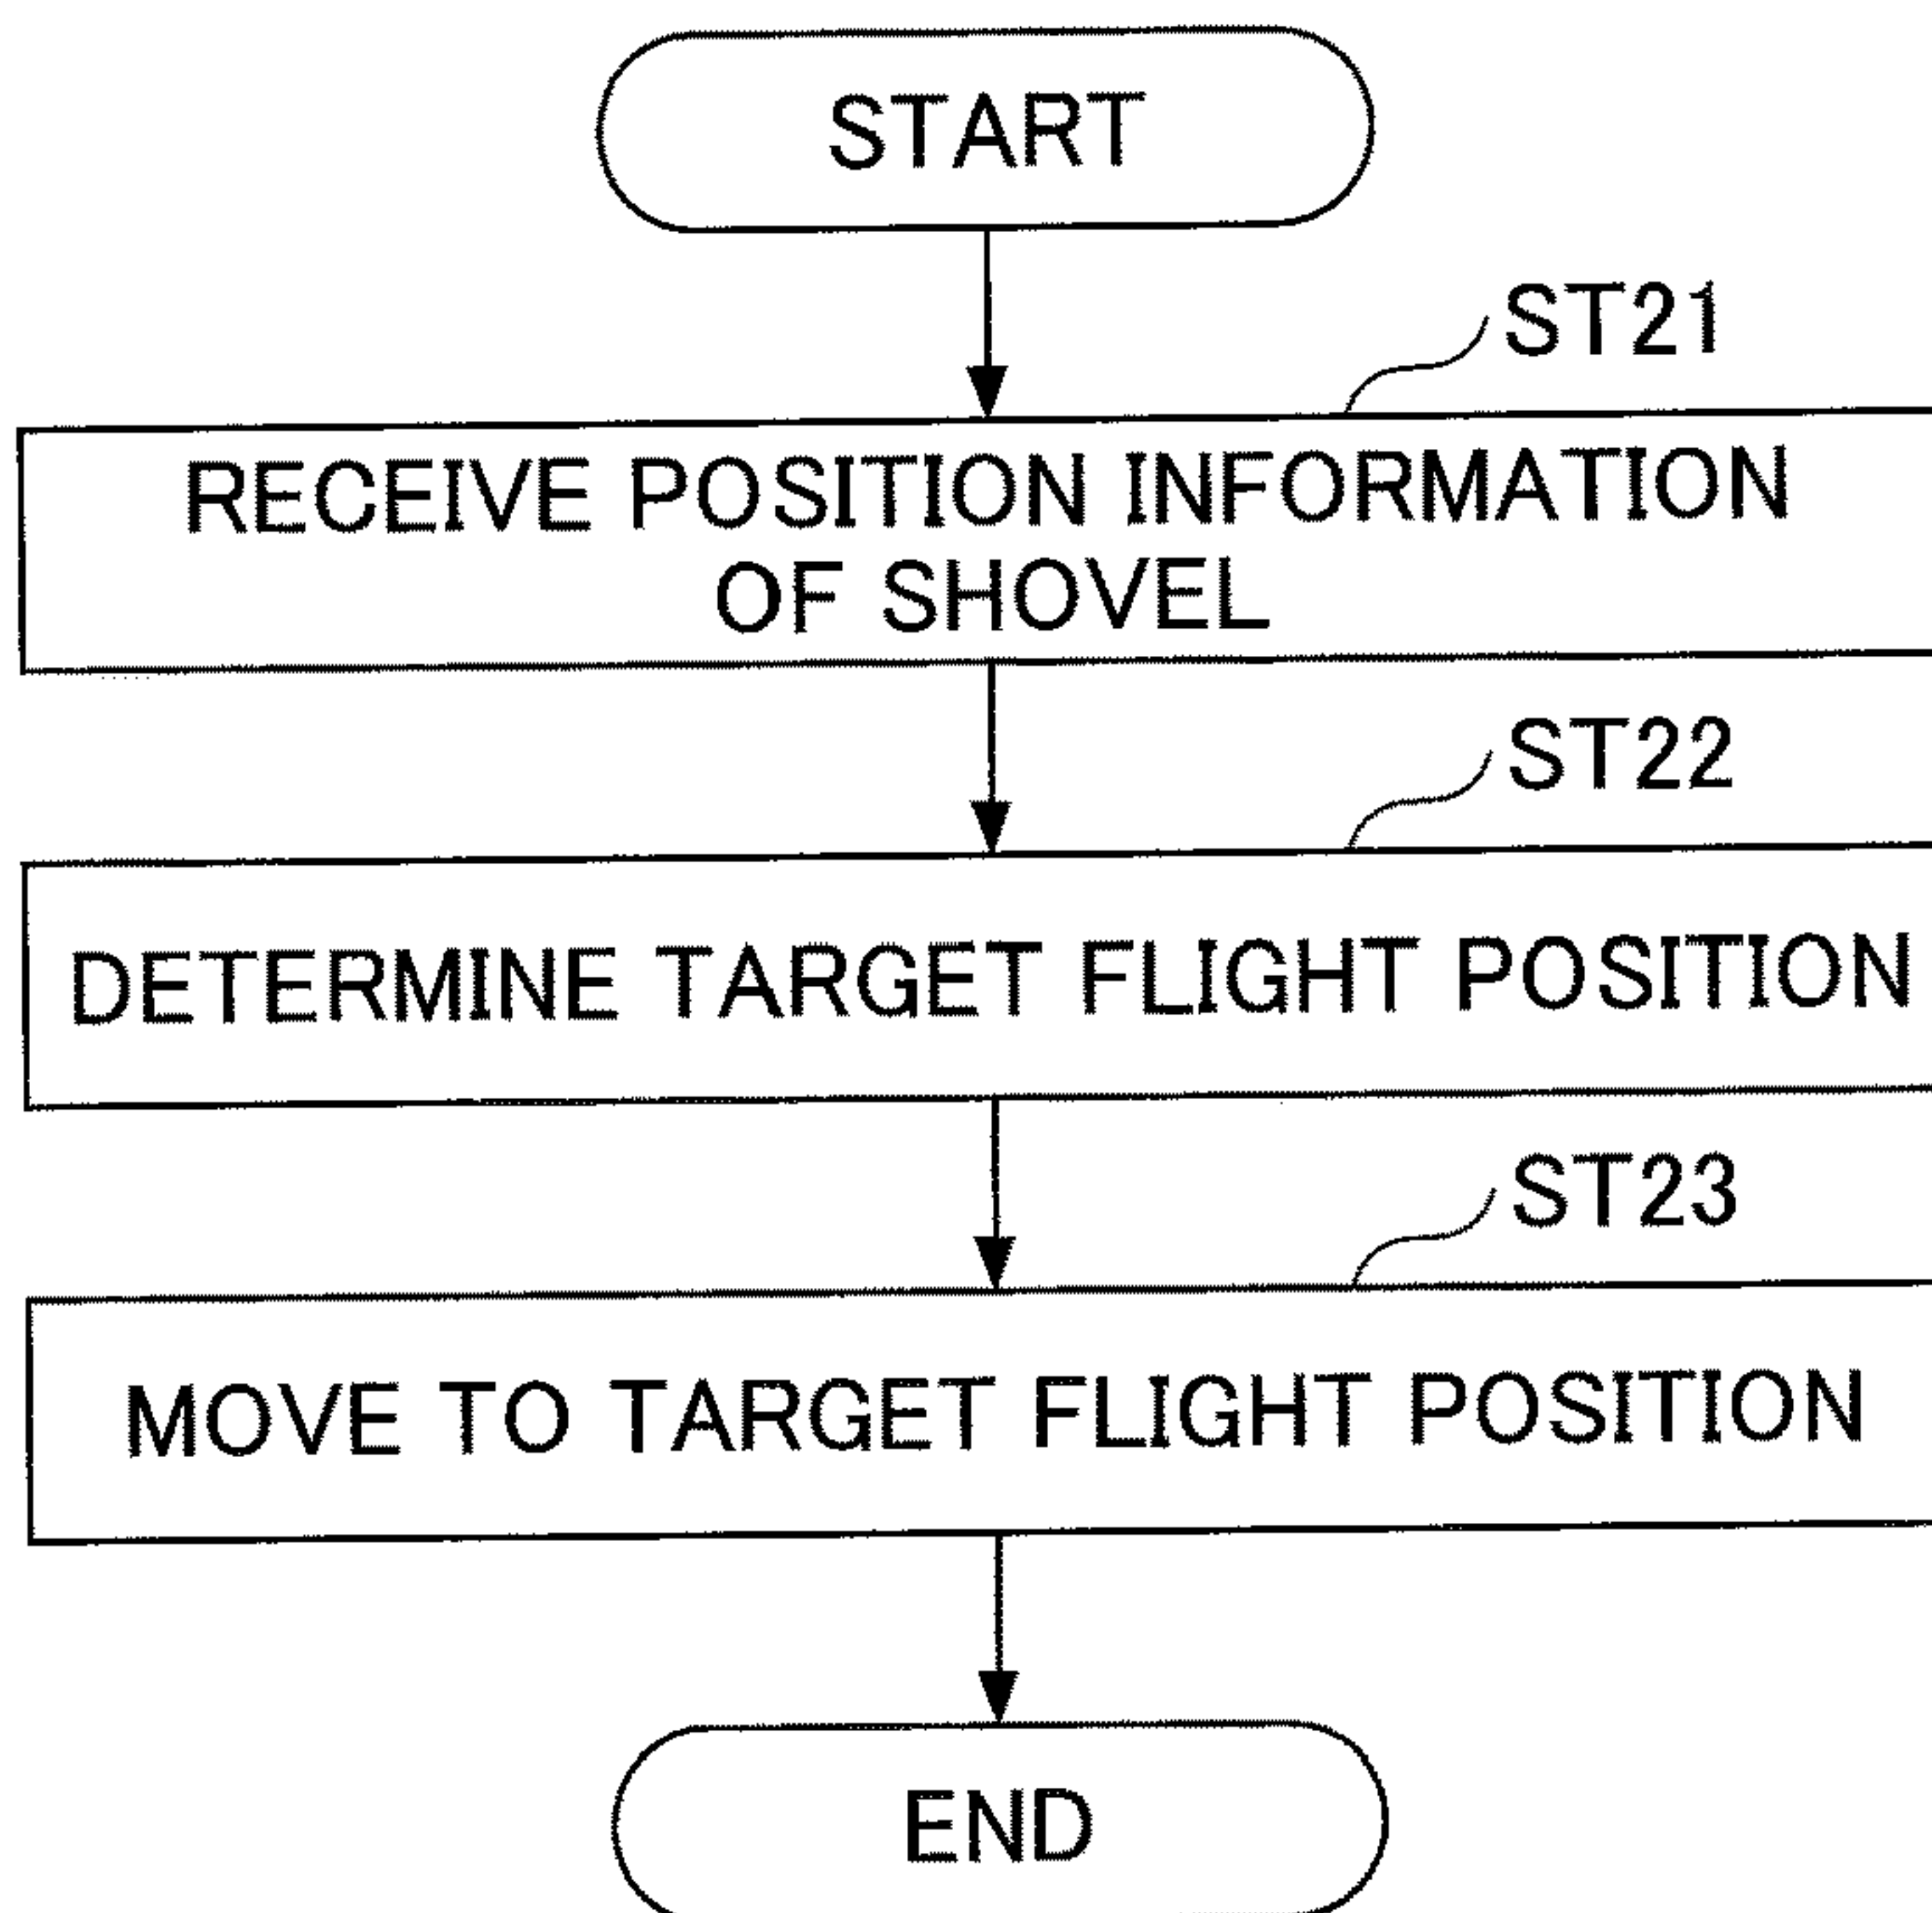 START
ST21
RECEIVE POSITION INFORMATION
OF SHOVEL
ST22
DETERMINE TARGET FLIGHT POSITION
ST23
MOVE TO TARGET FLIGHT POSITION
END